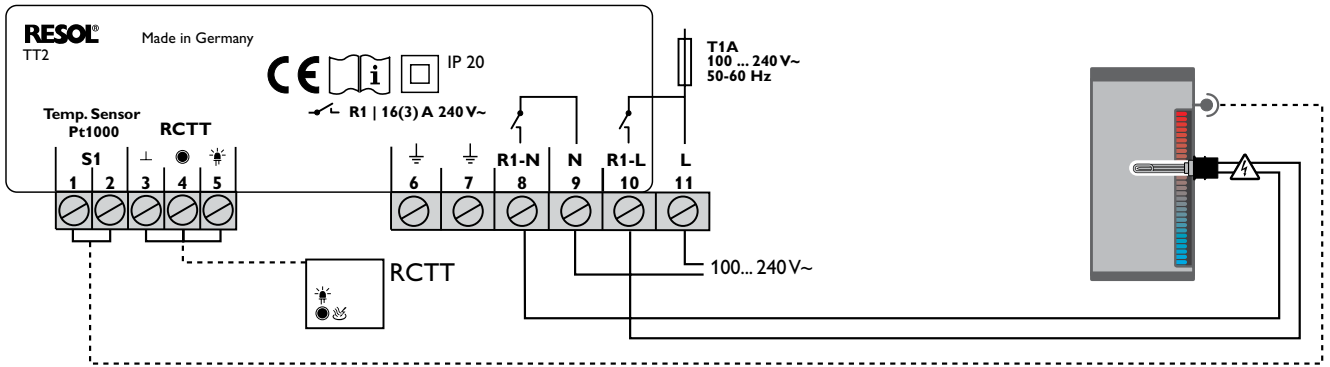 RESOL®
TT2
Made in Germany
CE
i
IP 20
R1 | 16(3) A 240 V~
T1A
100 ... 240 V~
50-60 Hz
Temp. Sensor
Pt1000
RCTT
S1
R1-N
N
R1-L
L
1 2 3 4 5
6 7 8 9 10 11
RCTT
100... 240 V~